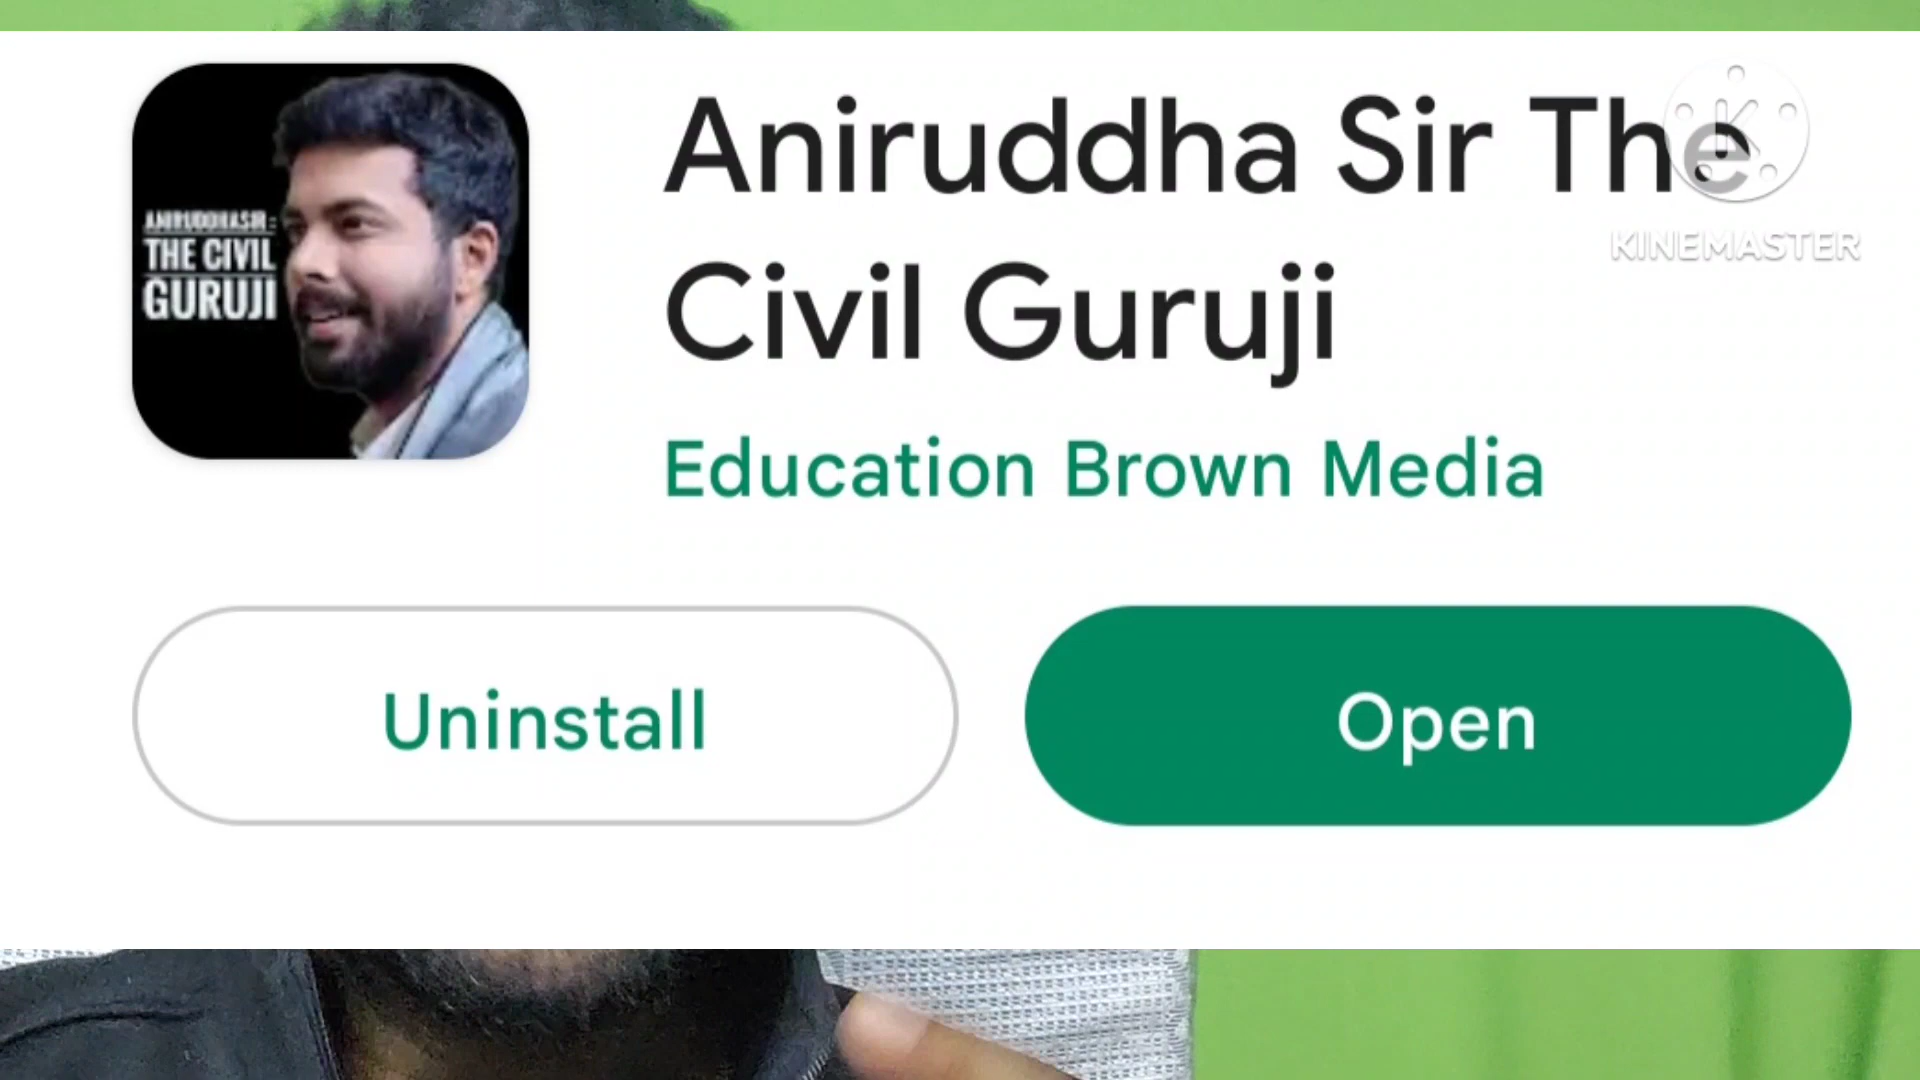 Aniruddha Sir The
Civil Guruji
Education Brown Media
ANIRUDDHASIR :
THE CIVIL
GURUJI
KINEMASTER
Uninstall
Open